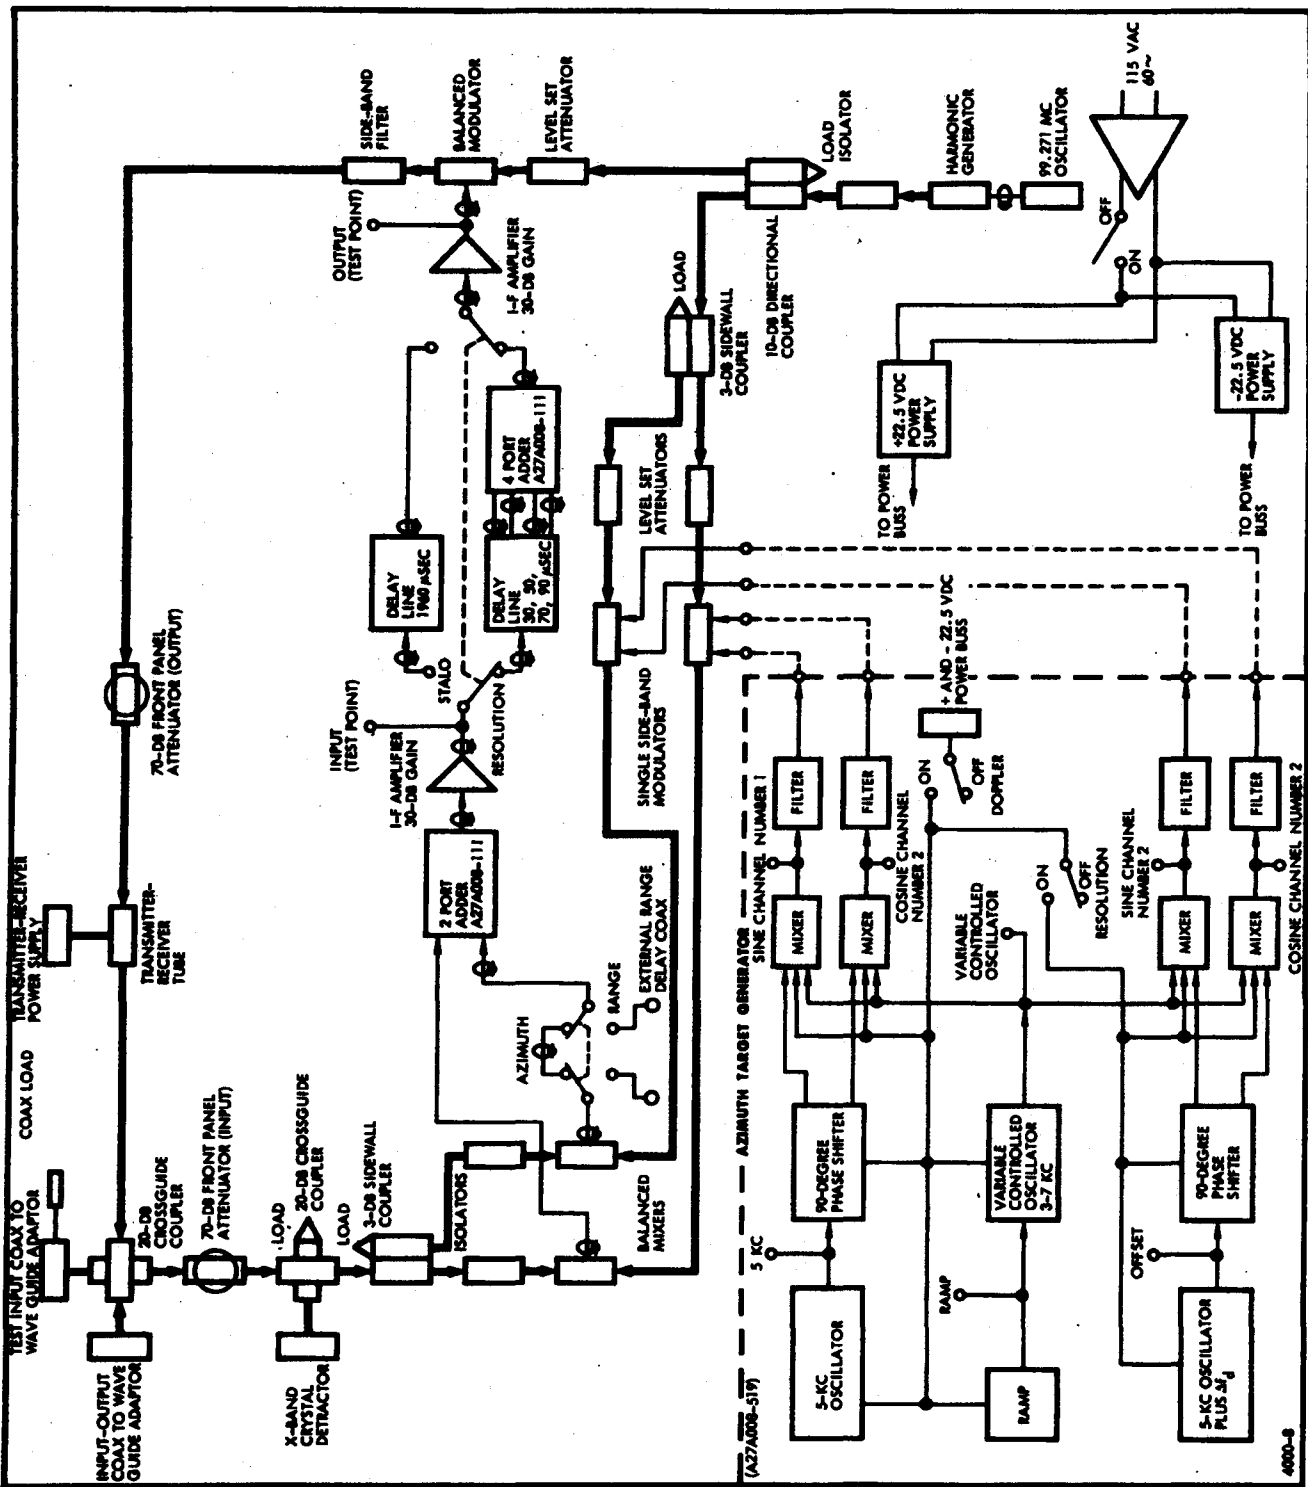 TEST INPUT COAX TO
WAVE GUIDE ADAPTOR
COAX LOAD
TRANSMITTER-RECEIVER
POWER SUPPLY
INPUT-OUTPUT
COAX TO WAVE
GUIDE ADAPTOR
20-DB
CROSSGUIDE
COUPLER
TRANSMITTER-
RECEIVER
TUBE
70-DB FRONT PANEL
ATTENUATOR (OUTPUT)
SIDE-BAND
FILTER
BALANCED
MODULATOR
LEVEL SET
ATTENUATOR
70-DB FRONT PANEL
ATTENUATOR (INPUT)
X-BAND
CRYSTAL
DETRACTOR
LOAD
20-DB CROSSGUIDE
COUPLER
LOAD
3-DB SIDEWALL
COUPLER
ISOLATORS
BALANCED
MIXERS
AZIMUTH
RANGE
EXTERNAL RANGE
DELAY COAX
2 PORT
ADDER
A27A008-111
I-F AMPLIFIER
30-DB GAIN
INPUT
(TEST POINT)
STALO
RESOLUTION
DELAY
LINE
1960 μSEC
DELAY
LINE
30, 50,
70, 90 μSEC
4 PORT
ADDER
A27A008-111
I-F AMPLIFIER
30-DB GAIN
OUTPUT
(TEST POINT)
SINGLE SIDE-BAND
MODULATORS
LEVEL SET
ATTENUATORS
3-DB SIDEWALL
COUPLER
LOAD
10-DB DIRECTIONAL
COUPLER
LOAD
ISOLATOR
HARMONIC
GENERATOR
99.271 MC
OSCILLATOR
115 VAC
60~
OFF
ON
+22.5 VDC
POWER
SUPPLY
TO POWER
BUSS
-22.5 VDC
POWER
SUPPLY
TO POWER
BUSS
(A27A008-519)
AZIMUTH TARGET GENERATOR
5-KC
OSCILLATOR
5 KC
90-DEGREE
PHASE SHIFTER
MIXER
SINE CHANNEL NUMBER 1
FILTER
MIXER
COSINE CHANNEL
NUMBER 2
FILTER
+ AND - 22.5 VDC
POWER BUSS
ON
OFF
DOPPLER
RAMP
RAMP
VARIABLE
CONTROLLED
OSCILLATOR
3-7 KC
VARIABLE
CONTROLLED
OSCILLATOR
ON
OFF
RESOLUTION
5-KC OSCILLATOR
PLUS Δfd
OFFSET
90-DEGREE
PHASE
SHIFTER
MIXER
SINE CHANNEL
NUMBER 2
FILTER
MIXER
COSINE CHANNEL NUMBER 2
FILTER
4000-8